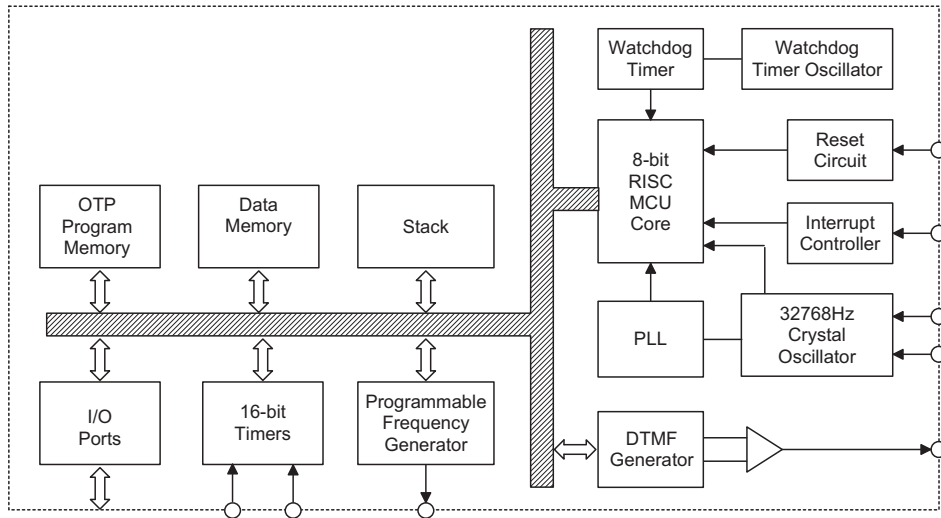 Watchdog
Timer
Watchdog
Timer Oscillator
8-bit
RISC
MCU
Core
Reset
Circuit
OTP
Program
Memory
Data
Memory
Stack
Interrupt
Controller
PLL
32768Hz
Crystal
Oscillator
I/O
Ports
16-bit
Timers
Programmable
Frequency
Generator
DTMF
Generator